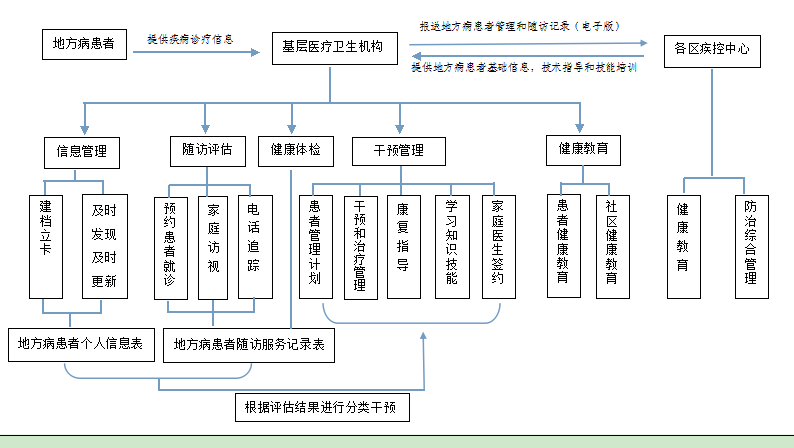 地方病患者
提供疾病诊疗信息
基层医疗卫生机构
报送地方病患者管理和随访记录（电子版）
提供地方病患者基础信息，技术指导和技能培训
各区疾控中心
信息管理
随访评估
健康体检
干预管理
健康教育
建档立卡
及时
发现
及时
更新
预约患者就诊
家庭访视
电话追踪
患者管理计划
干预和治疗管理
康复指导
学习知识技能
家庭医生签约
患者健康教育
社区健康教育
健康教育
防治综合管理
地方病患者个人信息表
地方病患者随访服务记录表
根据评估结果进行分类干预